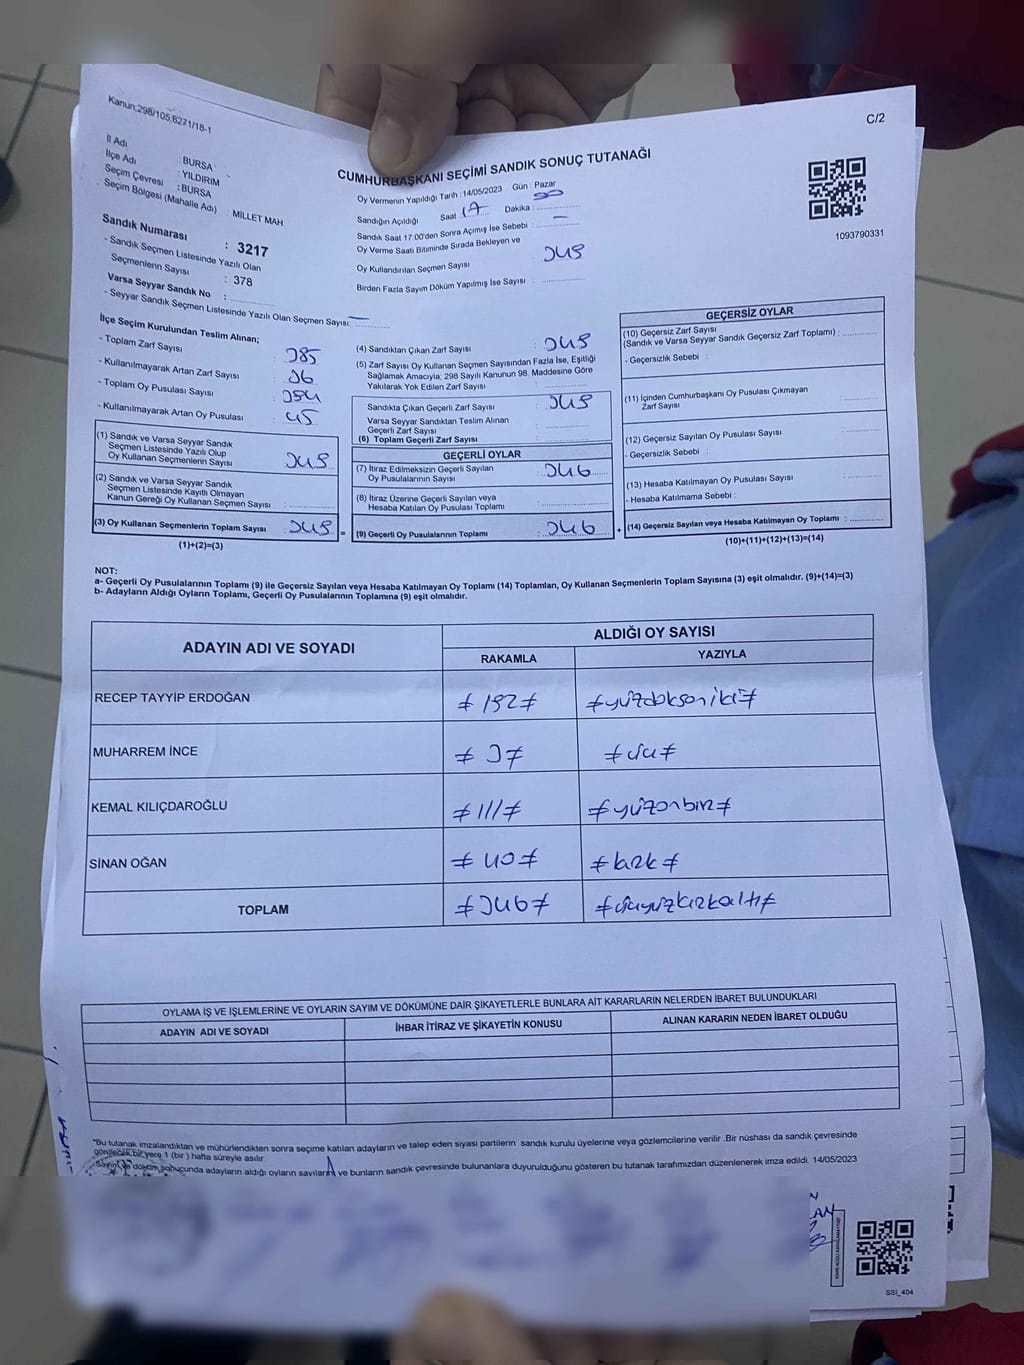 Kanun:298/105,6271/18-1
C/2
CUMHURBAŞKANI SEÇİMİ SANDIK SONUÇ TUTANAĞI
İl Adı : BURSA
İlçe Adı : YILDIRIM
Seçim Çevresi : BURSA
Seçim Bölgesi (Mahalle Adı) : MİLLET MAH
Sandık Numarası : 3217
- Sandık Seçmen Listesinde Yazılı Olan
Seçmenlerin Sayısı : 378
Varsa Seyyar Sandık No :
- Seyyar Sandık Seçmen Listesinde Yazılı Olan Seçmen Sayısı:
Oy Vermenin Yapıldığı Tarih : 14/05/2023 Gün : Pazar
Sandığın Açıldığı Saat 17 Dakika :
Sandık Saat 17:00'den Sonra Açımış İse Sebebi :
Oy Verme Saati Bitiminde Sırada Bekleyen ve
Oy Kullandırılan Seçmen Sayısı : 349
Birden Fazla Sayım Döküm Yapılmış İse Sayısı :
1093790331
İlçe Seçim Kurulundan Teslim Alınan;
- Toplam Zarf Sayısı : 385
- Kullanılmayarak Artan Zarf Sayısı : 36
- Toplam Oy Pusulası Sayısı : 394
- Kullanılmayarak Artan Oy Pusulası : 45
(1) Sandık ve Varsa Seyyar Sandık
Seçmen Listesinde Yazılı Olup
Oy Kullanan Seçmenlerin Sayısı 349
(2) Sandık ve Varsa Seyyar Sandık
Seçmen Listesinde Kayıtlı Olmayan
Kanun Gereği Oy Kullanan Seçmen Sayısı :
(3) Oy Kullanan Seçmenlerin Toplam Sayısı 349 =
(1)+(2)=(3)
(4) Sandıktan Çıkan Zarf Sayısı : 349
(5) Zarf Sayısı Oy Kullanan Seçmen Sayısından Fazla İse, Eşitliği
Sağlamak Amacıyla; 298 Sayılı Kanunun 98. Maddesine Göre
Yakılarak Yok Edilen Zarf Sayısı :
Sandıkta Çıkan Geçerli Zarf Sayısı : 349
Varsa Seyyar Sandıktan Teslim Alınan
Geçerli Zarf Sayısı :
(6) Toplam Geçerli Zarf Sayısı :
GEÇERLİ OYLAR
(7) İtiraz Edilmeksizin Geçerli Sayılan
Oy Pusulasının Sayısı : 346
(8) İtiraz Üzerine Geçerli Sayılan veya
Hesaba Katılan Oy Pusulası Toplamı :
(9) Geçerli Oy Pusulalarının Toplamı : 346 +
GEÇERSİZ OYLAR
(10) Geçersiz Zarf Sayısı
(Sandık ve Varsa Seyyar Sandık Geçersiz Zarf Toplamı) :
- Geçersizlik Sebebi :
(11) İçinden Cumhurbaşkanı Oy Pusulası Çıkmayan
Zarf Sayısı :
(12) Geçersiz Sayılan Oy Pusulası Sayısı :
- Geçersizlik Sebebi :
(13) Hesaba Katılmayan Oy Pusulası Sayısı :
- Hesaba Katılmama Sebebi :
(14) Geçersiz Sayılan veya Hesaba Katılmayan Oy Toplamı :
(10)+(11)+(12)+(13)=(14)
NOT:
a- Geçerli Oy Pusulalarının Toplamı (9) ile Geçersiz Sayılan veya Hesaba Katılmayan Oy Toplamı (14) Toplamları, Oy Kullanan Seçmenlerin Toplam Sayısına (3) eşit olmalıdır. (9)+(14)=(3)
b- Adayların Aldığı Oyların Toplamı, Geçerli Oy Pusulalarının Toplamına (9) eşit olmalıdır.
ADAYIN ADI VE SOYADI ALDIĞI OY SAYISI
RAKAMLA YAZIYLA
RECEP TAYYİP ERDOĞAN ≠192≠ ≠yüzdoksaniki≠
MUHARREM İNCE ≠3≠ ≠üç≠
KEMAL KILIÇDAROĞLU ≠111≠ ≠yüzonbir≠
SİNAN OĞAN ≠40≠ ≠kırk≠
TOPLAM ≠346≠ ≠üçyüzkırkaltı≠
OYLAMA İŞ VE İŞLEMLERİNE VE OYLARIN SAYIM VE DÖKÜMÜNE DAİR ŞİKAYETLERLE BUNLARA AİT KARARLARIN NELERDEN İBARET BULUNDUKLARI
ADAYIN ADI VE SOYADI İHBAR İTİRAZ VE ŞİKAYETİN KONUSU ALINAN KARARIN NEDEN İBARET OLDUĞU
*Bu tutanak imzalandıktan ve mühürlendikten sonra seçime katılan adayların ve talep eden siyasi partilerin sandık kurulu üyelerine veya gözlemcilerine verilir .Bir nüshası da sandık çevresinde
görülecek bir yere 1 (bir ) hafta süreyle asılır
*Sayım ve döküm sonucunda adayların aldığı oyların sayılarını ve bunların sandık çevresinde bulunanlara duyurulduğunu gösteren bu tutanak tarafımızdan düzenlenerek imza edildi. 14/05/2023
SSI_404